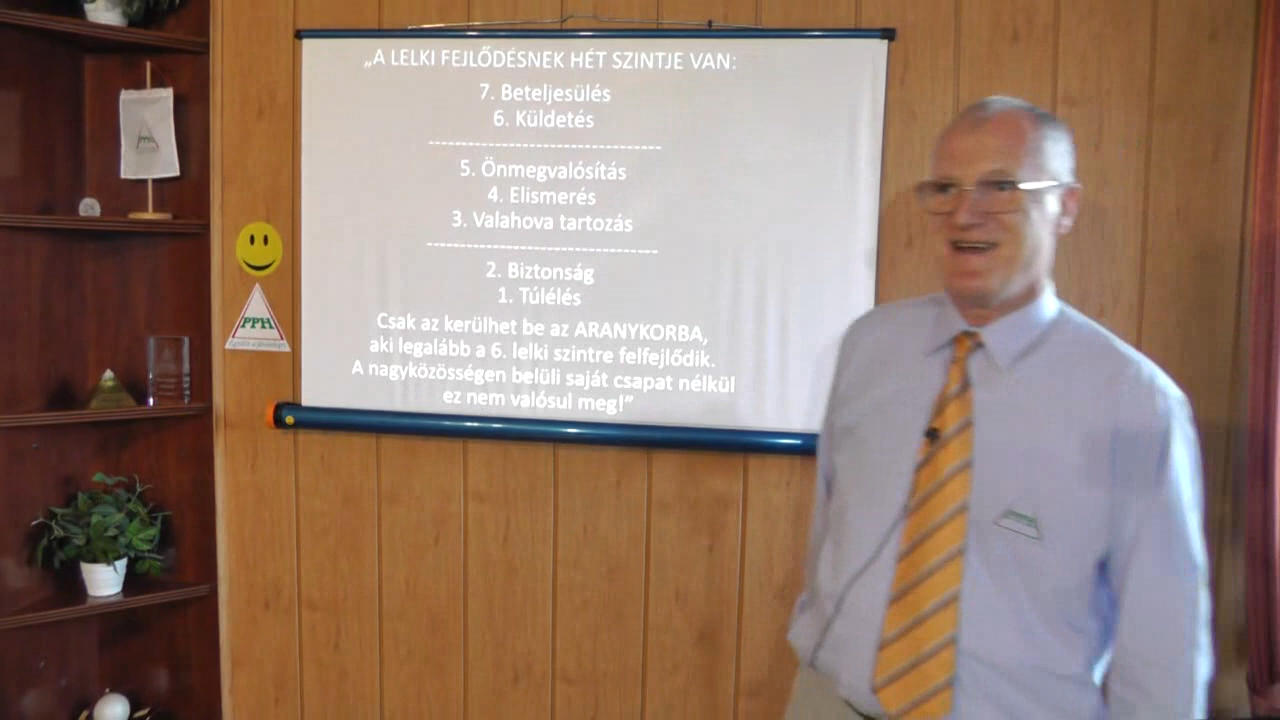 „A LELKI FEJLŐDÉSNEK HÉT SZINTJE VAN:
7. Beteljesülés
6. Küldetés
--------------------------------
5. Önmegvalósítás
4. Elismerés
3. Valahova tartozás
--------------------------------
2. Biztonság
1. Túlélés
Csak az kerülhet be az ARANYKORBA,
aki legalább a 6. lelki szintre felfejlődik.
A nagyközösségen belüli saját csapat nélkül
ez nem valósul meg!”
PPH